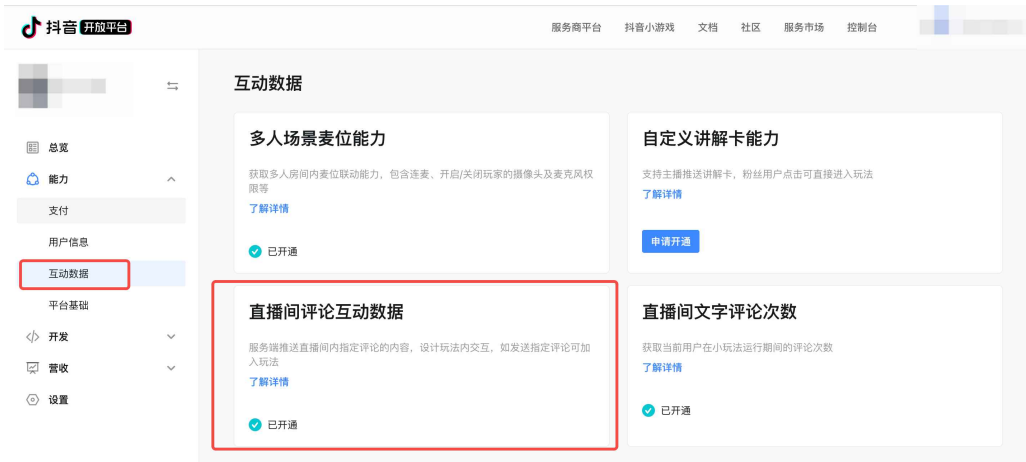 抖音 开放平台
服务商平台 抖音小游戏 文档 社区 服务市场 控制台
总览
能力
支付
用户信息
互动数据
平台基础
开发
营收
设置
互动数据
多人场景麦位能力
获取多人房间内麦位联动能力，包含连麦、开启/关闭玩家的摄像头及麦克风权
限等
了解详情
已开通
自定义讲解卡能力
支持主播推送讲解卡，粉丝用户点击可直接进入玩法
了解详情
申请开通
直播间评论互动数据
服务端推送直播间内指定评论的内容，设计玩法内交互，如发送指定评论可加
入玩法
了解详情
已开通
直播间文字评论次数
获取当前用户在小玩法运行期间的评论次数
了解详情
已开通